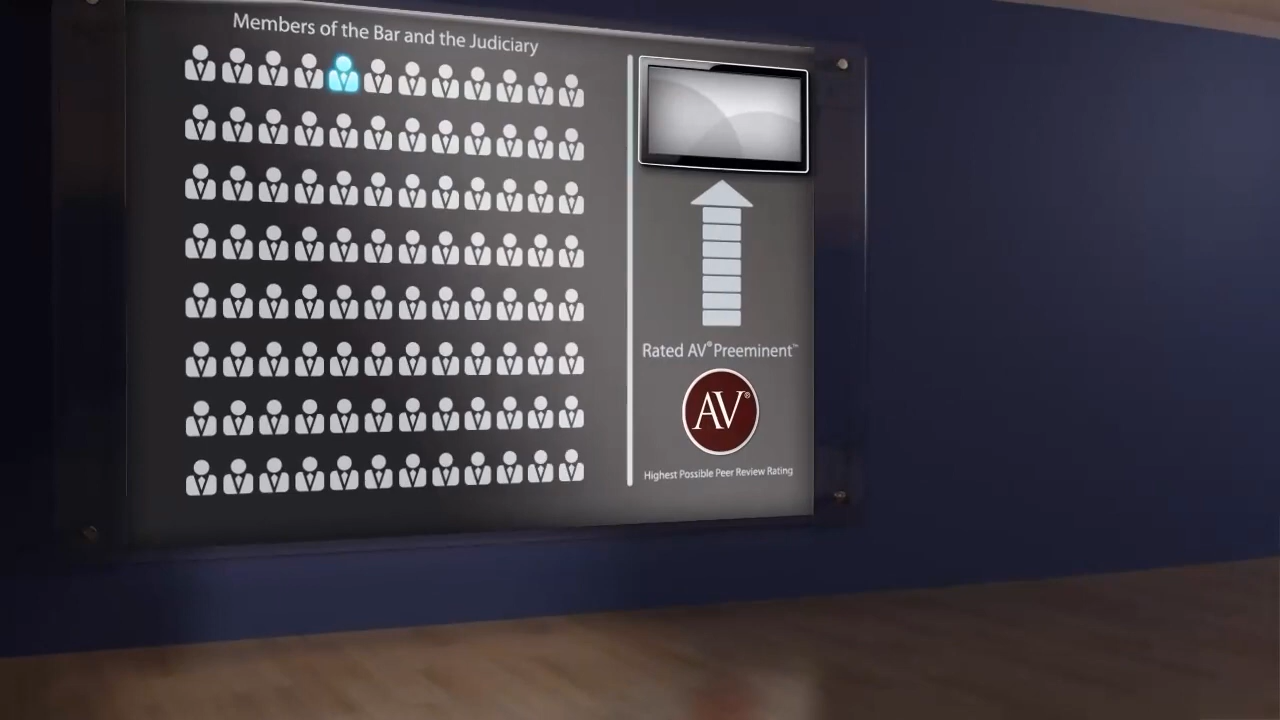 Members of the Bar and the Judiciary
Rated AV® Preeminent™
AV®
Highest Possible Peer Review Rating